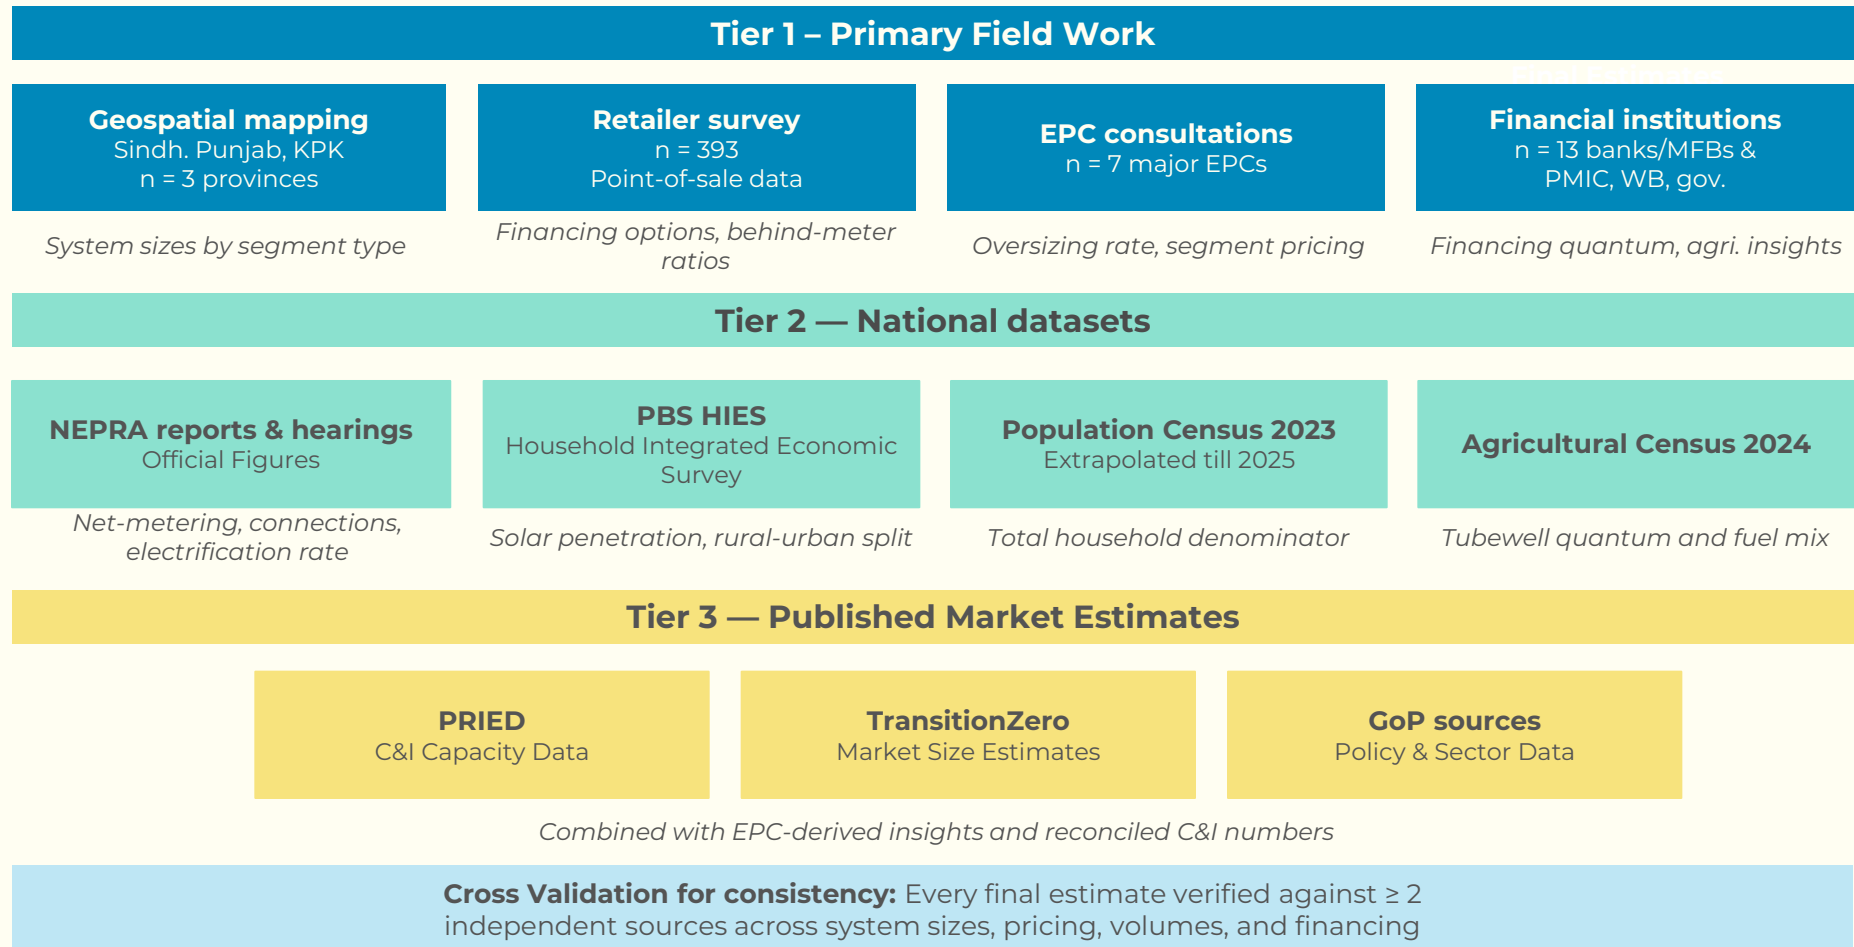 Tier 1 – Primary Field Work
Geospatial mapping
Sindh. Punjab, KPK
n = 3 provinces
System sizes by segment type
Retailer survey
n = 393
Point-of-sale data
Financing options, behind-meter
ratios
EPC consultations
n = 7 major EPCs
Oversizing rate, segment pricing
Financial institutions
n = 13 banks/MFBs &
PMIC, WB, gov.
Financing quantum, agri. insights
Tier 2 — National datasets
NEPRA reports & hearings
Official Figures
Net-metering, connections,
electrification rate
PBS HIES
Household Integrated Economic
Survey
Solar penetration, rural-urban split
Population Census 2023
Extrapolated till 2025
Total household denominator
Agricultural Census 2024
Tubewell quantum and fuel mix
Tier 3 — Published Market Estimates
PRIED
C&I Capacity Data
TransitionZero
Market Size Estimates
GoP sources
Policy & Sector Data
Combined with EPC-derived insights and reconciled C&I numbers
Cross Validation for consistency: Every final estimate verified against ≥ 2
independent sources across system sizes, pricing, volumes, and financing